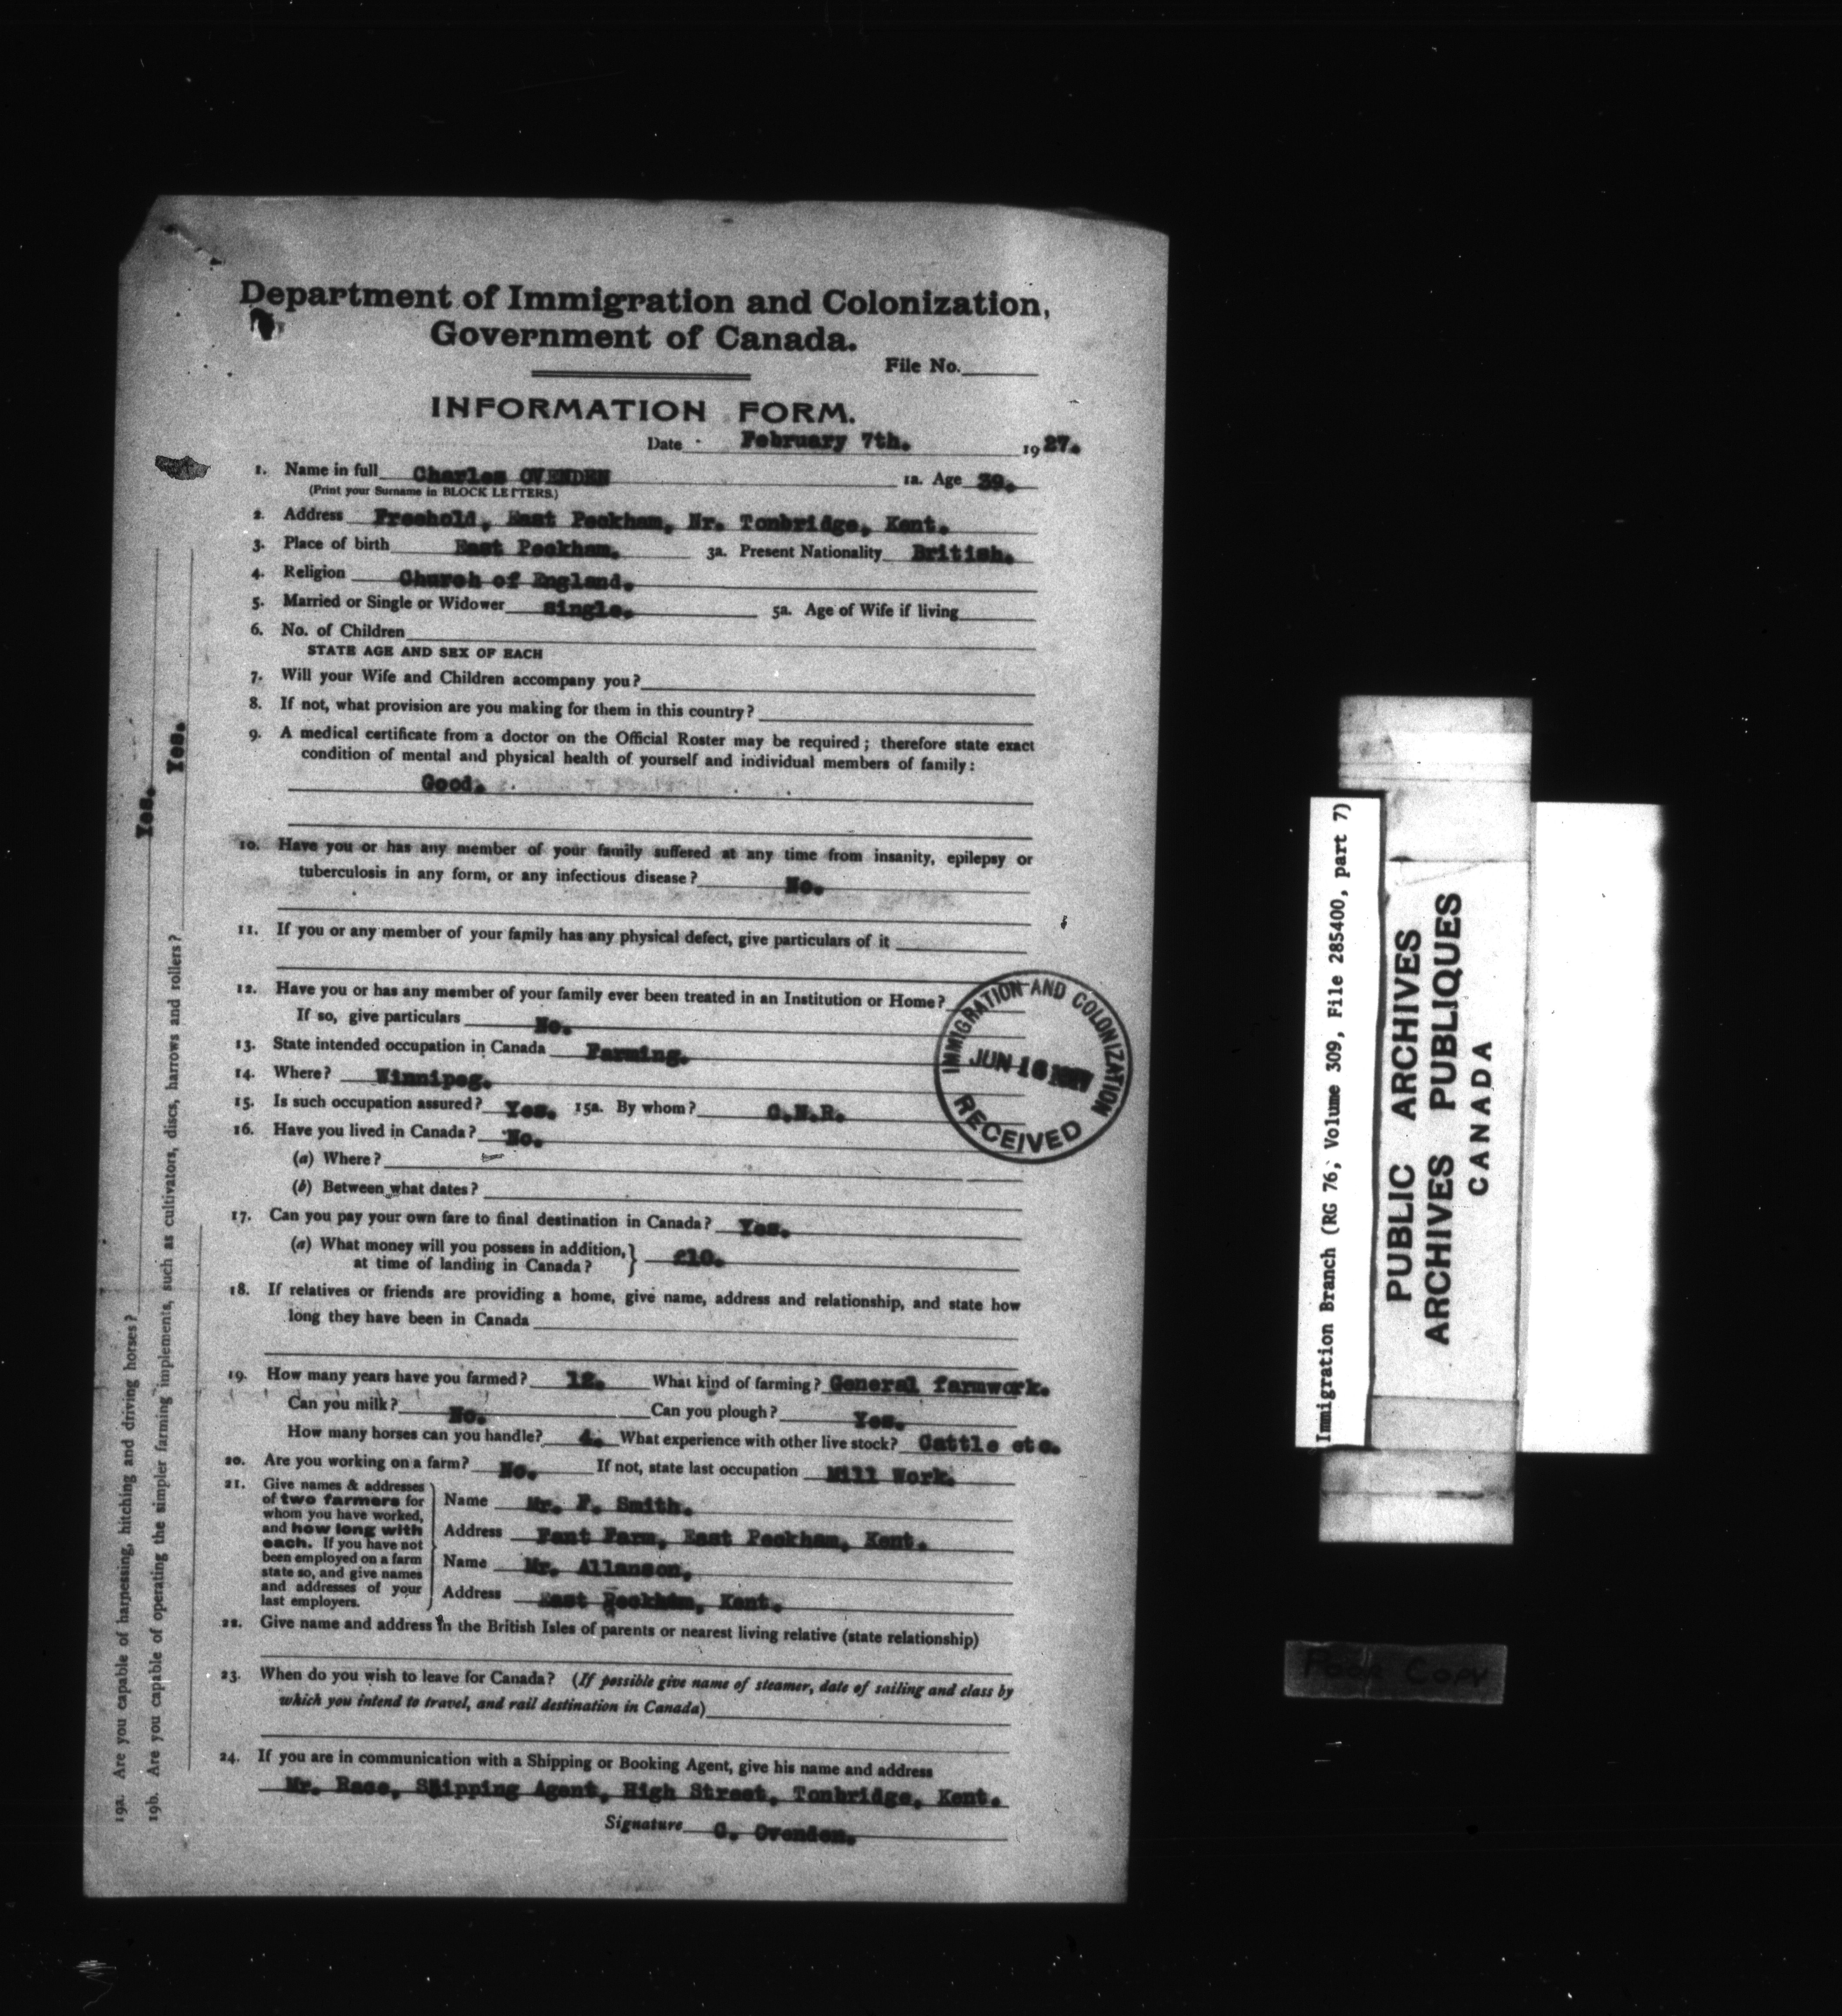 Department of Immigration and Colonization,
Government of Canada.
File No.
INFORMATION FORM.
Date February 7th. 1927.
1. Name in full Charles OVENDEN 1a. Age 39.
(Print your Surname in BLOCK LETTERS.)
2. Address Freehold, East Peckham, Nr. Tonbridge, Kent.
3. Place of birth East Peckham. 3a. Present Nationality British.
4. Religion Church of England.
5. Married or Single or Widower single. 5a. Age of Wife if living
6. No. of Children
STATE AGE AND SEX OF EACH
7. Will your Wife and Children accompany you?
8. If not, what provision are you making for them in this country?
9. A medical certificate from a doctor on the Official Roster may be required; therefore state exact
condition of mental and physical health of yourself and individual members of family:
Good.
10. Have you or has any member of your family suffered at any time from insanity, epilepsy or
tuberculosis in any form, or any infectious disease? No.
11. If you or any member of your family has any physical defect, give particulars of it
12. Have you or has any member of your family ever been treated in an Institution or Home?
If so, give particulars No.
13. State intended occupation in Canada Farming.
14. Where? Winnipeg.
15. Is such occupation assured? Yes. 15a. By whom? C.N.R.
16. Have you lived in Canada? No.
(a) Where?
(b) Between what dates?
17. Can you pay your own fare to final destination in Canada? Yes.
(a) What money will you possess in addition,
at time of landing in Canada? £10.
18. If relatives or friends are providing a home, give name, address and relationship, and state how
long they have been in Canada
19. How many years have you farmed? 12. What kind of farming? General farmwork.
Can you milk? No. Can you plough? Yes.
How many horses can you handle? 4. What experience with other live stock? Cattle etc.
20. Are you working on a farm? No. If not, state last occupation Mill Work.
21. Give names & addresses
of two farmers for
whom you have worked,
and how long with
each. If you have not
been employed on a farm
state so, and give names
and addresses of your
last employers.
Name Mr. F. Smith.
Address Fant Farm, East Peckham, Kent.
Name Mr. Allanson,
Address East Peckham, Kent.
22. Give name and address in the British Isles of parents or nearest living relative (state relationship)
23. When do you wish to leave for Canada? (If possible give name of steamer, date of sailing and class by
which you intend to travel, and rail destination in Canada)
24. If you are in communication with a Shipping or Booking Agent, give his name and address
Mr. Race, Shipping Agent, High Street, Tonbridge, Kent.
Signature C. Ovenden.
19a. Are you capable of harnessing, hitching and driving horses? Yes.
19b. Are you capable of operating the simpler farming implements, such as cultivators, discs, harrows and rollers? Yes.
IMMIGRATION AND COLONIZATION
JUN 16 1927
RECEIVED
Immigration Branch (RG 76, Volume 309, File 285400, part 7)
PUBLIC ARCHIVES
ARCHIVES PUBLIQUES
CANADA
POOR COPY